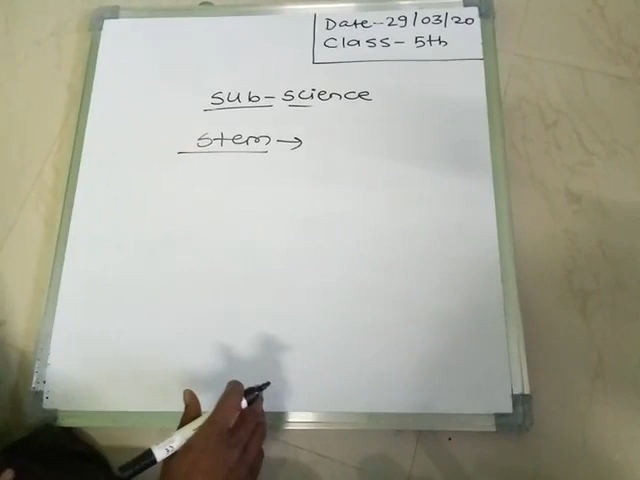 Date-29/03/20
Class- 5th
Sub-science
Stem→